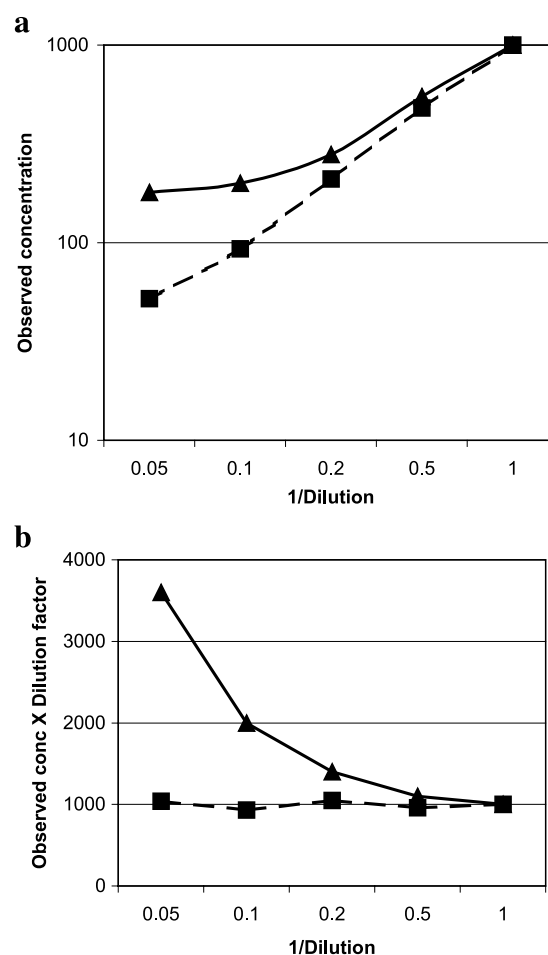 a
1000
100
10
Observed concentration
0.05 0.1 0.2 0.5 1
1/Dilution
b
4000
3000
2000
1000
0
Observed conc X Dilution factor
0.05 0.1 0.2 0.5 1
1/Dilution